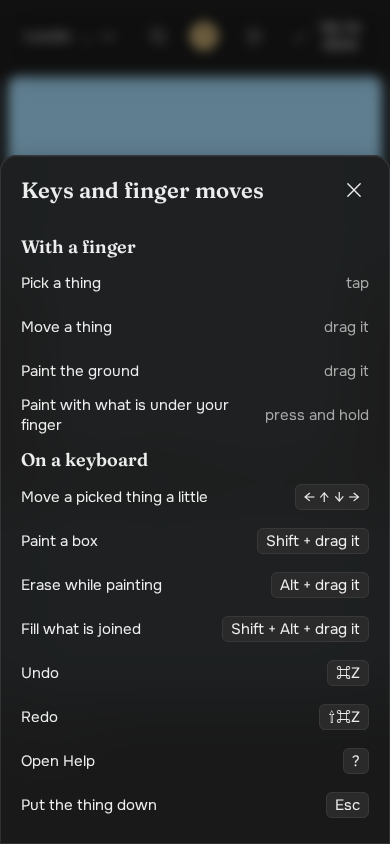 Keys and finger moves
With a finger
Pick a thing tap
Move a thing drag it
Paint the ground drag it
Paint with what is under your
finger press and hold
On a keyboard
Move a picked thing a little ← ↑ ↓ →
Paint a box Shift + drag it
Erase while painting Alt + drag it
Fill what is joined Shift + Alt + drag it
Undo ⌘Z
Redo ⇧⌘Z
Open Help ?
Put the thing down Esc